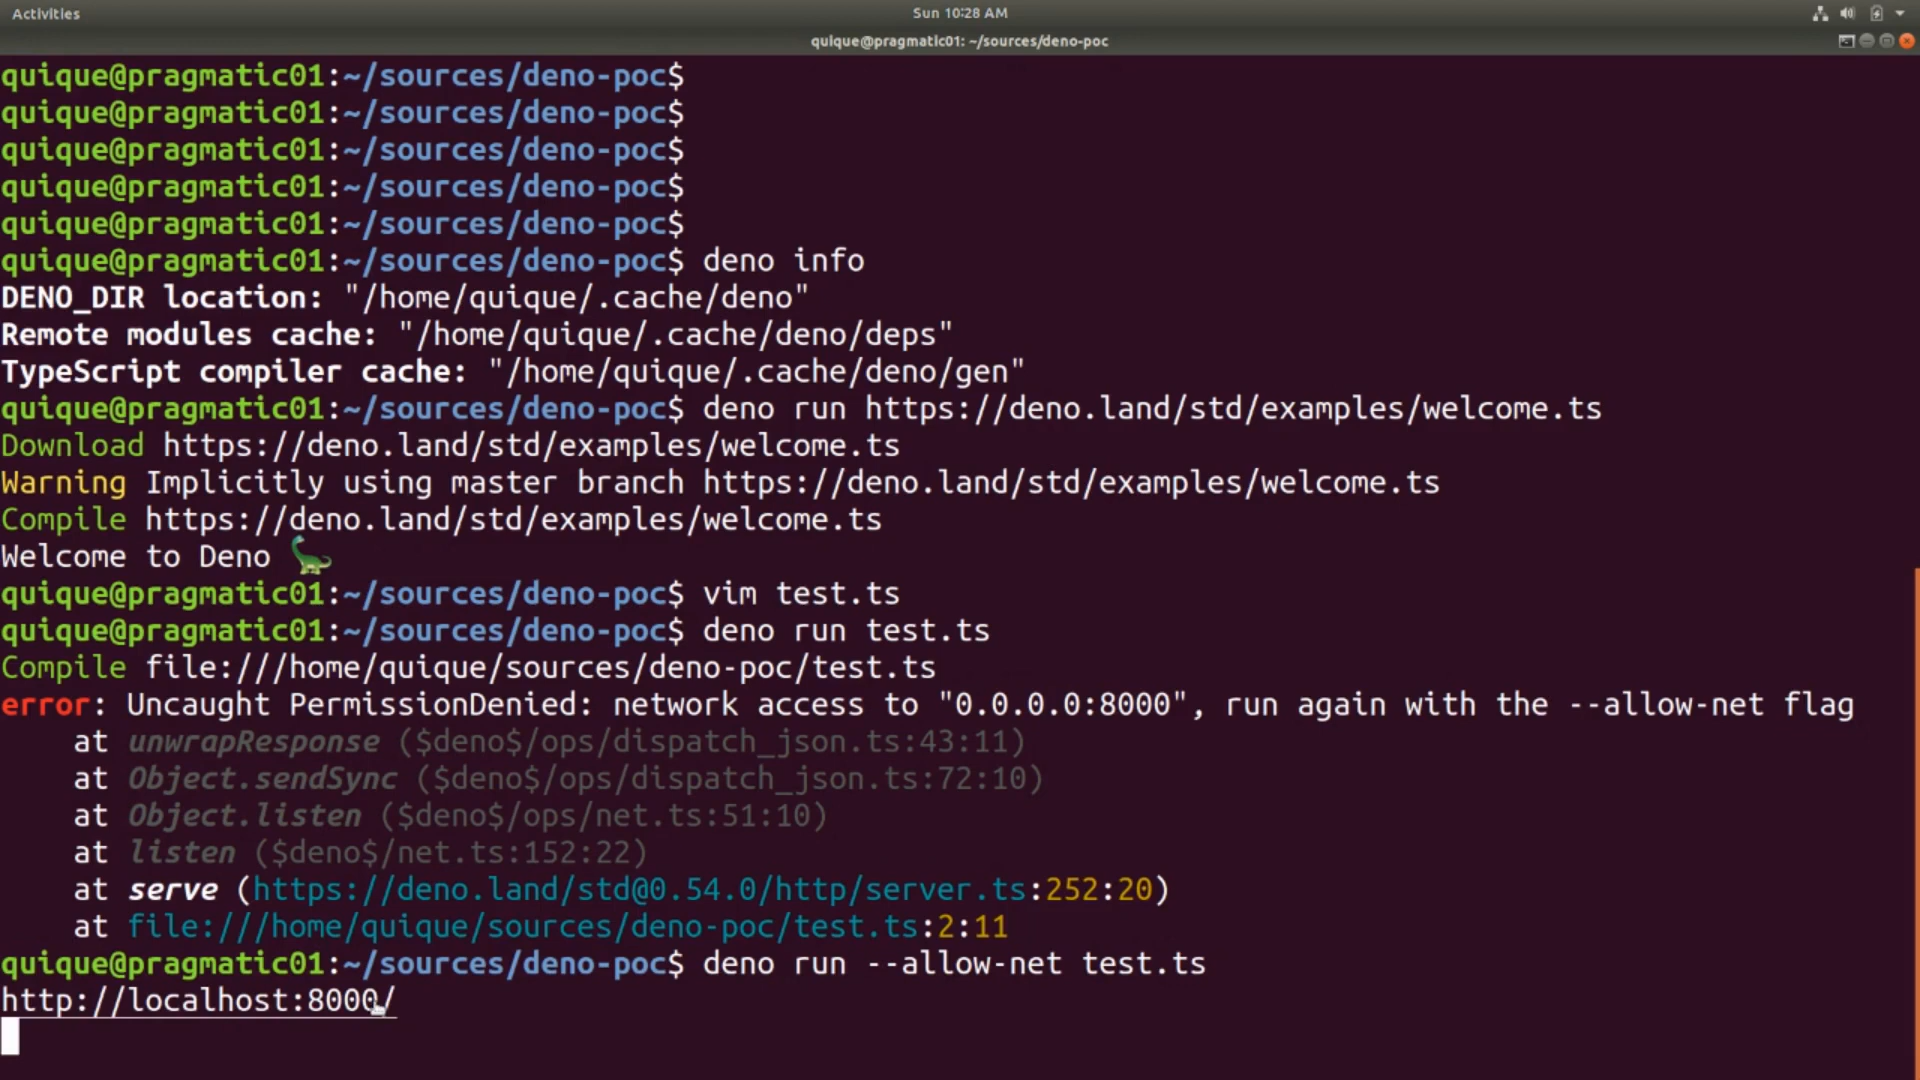 Activities
Sun 10:28 AM
quique@pragmatic01: ~/sources/deno-poc
quique@pragmatic01:~/sources/deno-poc$
quique@pragmatic01:~/sources/deno-poc$
quique@pragmatic01:~/sources/deno-poc$
quique@pragmatic01:~/sources/deno-poc$
quique@pragmatic01:~/sources/deno-poc$
quique@pragmatic01:~/sources/deno-poc$ deno info
DENO_DIR location: "/home/quique/.cache/deno"
Remote modules cache: "/home/quique/.cache/deno/deps"
TypeScript compiler cache: "/home/quique/.cache/deno/gen"
quique@pragmatic01:~/sources/deno-poc$ deno run https://deno.land/std/examples/welcome.ts
Download https://deno.land/std/examples/welcome.ts
Warning Implicitly using master branch https://deno.land/std/examples/welcome.ts
Compile https://deno.land/std/examples/welcome.ts
Welcome to Deno 🦕
quique@pragmatic01:~/sources/deno-poc$ vim test.ts
quique@pragmatic01:~/sources/deno-poc$ deno run test.ts
Compile file:///home/quique/sources/deno-poc/test.ts
error: Uncaught PermissionDenied: network access to "0.0.0.0:8000", run again with the --allow-net flag
    at unwrapResponse ($deno$/ops/dispatch_json.ts:43:11)
    at Object.sendSync ($deno$/ops/dispatch_json.ts:72:10)
    at Object.listen ($deno$/ops/net.ts:51:10)
    at listen ($deno$/net.ts:152:22)
    at serve (https://deno.land/std@0.54.0/http/server.ts:252:20)
    at file:///home/quique/sources/deno-poc/test.ts:2:11
quique@pragmatic01:~/sources/deno-poc$ deno run --allow-net test.ts
http://localhost:8000/